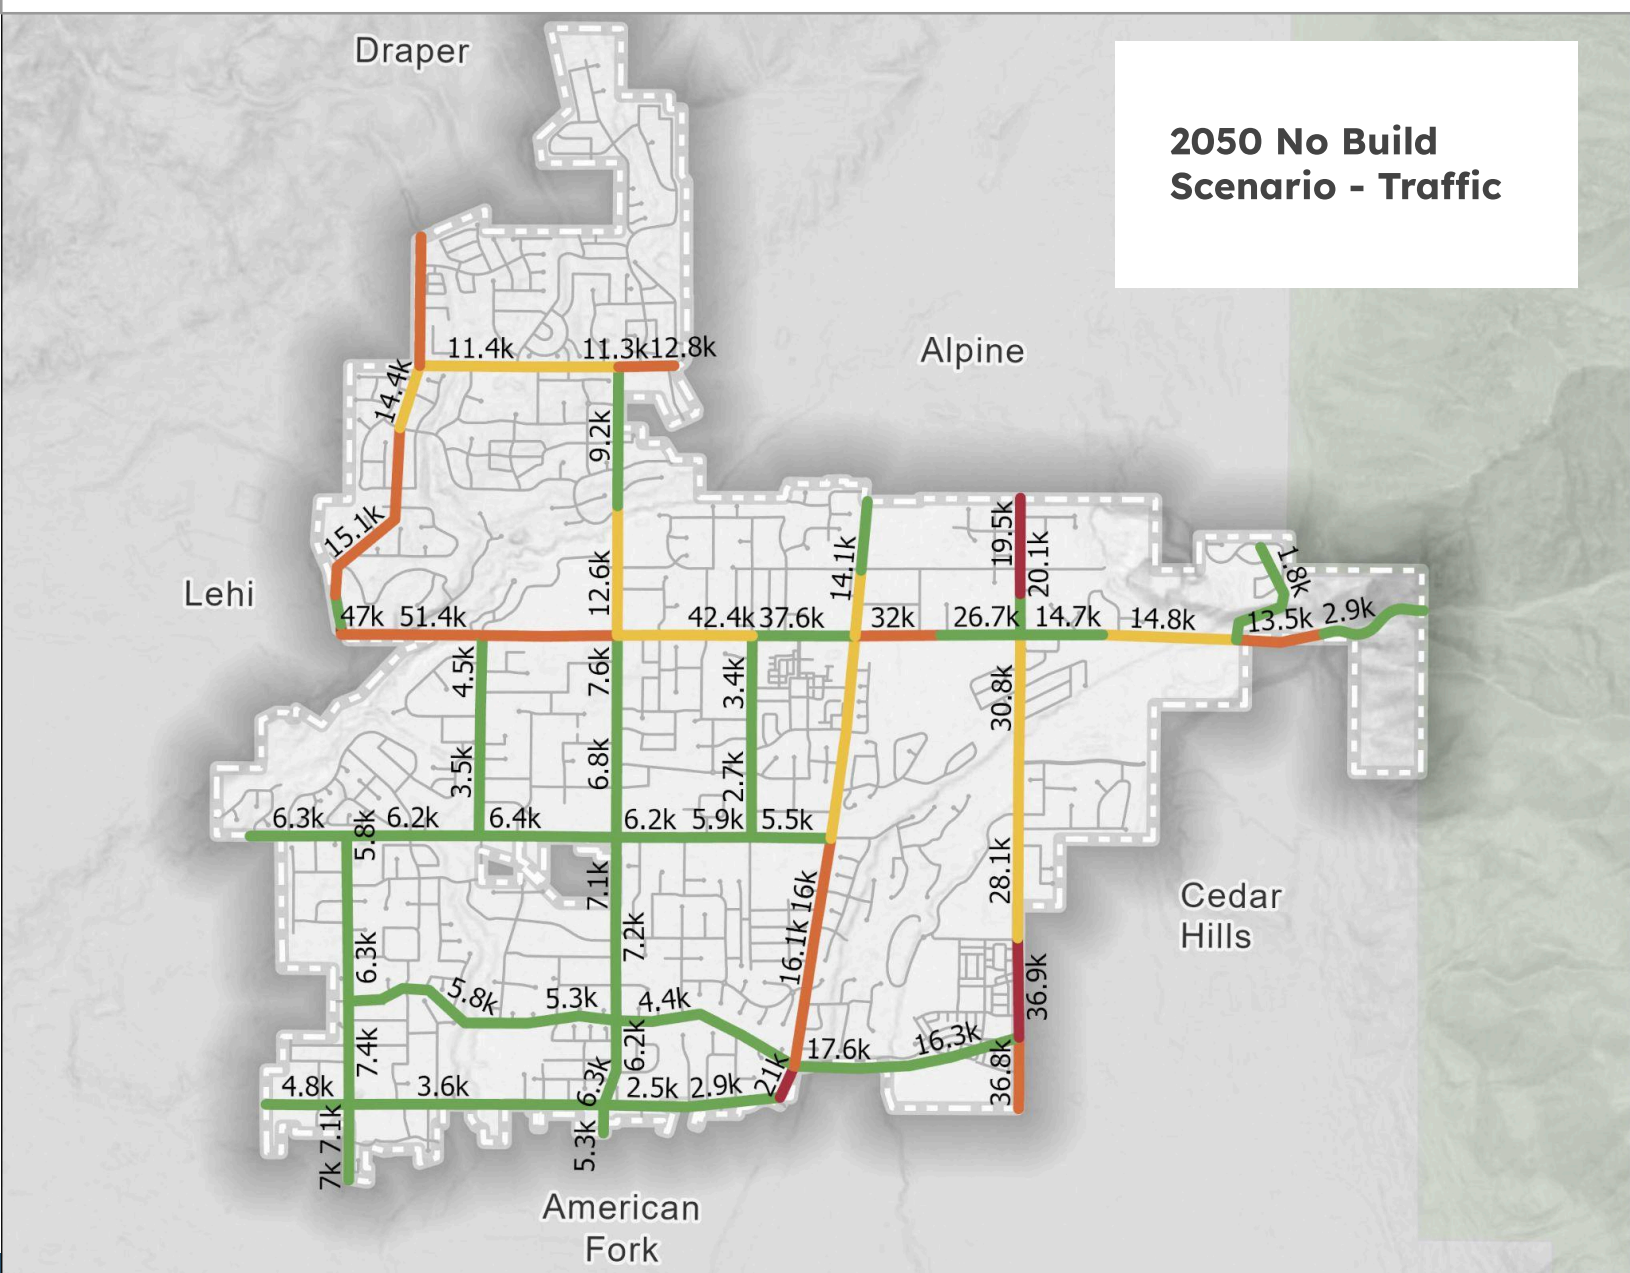 Draper
2050 No Build
Scenario - Traffic
11.4k
11.3k
12.8k
Alpine
14.4k
9.2k
15.1k
14.1k
19.5k
20.1k
1.8k
Lehi
12.6k
47k
51.4k
42.4k
37.6k
32k
26.7k
14.7k
14.8k
13.5k
2.9k
4.5k
7.6k
3.4k
30.8k
3.5k
6.8k
2.7k
6.3k
5.8k
6.2k
6.4k
6.2k
5.9k
5.5k
28.1k
7.1k
16k
Cedar
Hills
6.3k
7.2k
16.1k
36.9k
5.8k
5.3k
4.4k
7.4k
6.2k
17.6k
16.3k
36.8k
4.8k
3.6k
6.3k
2.5k
2.9k
21k
7.1k
7k
5.3k
American
Fork